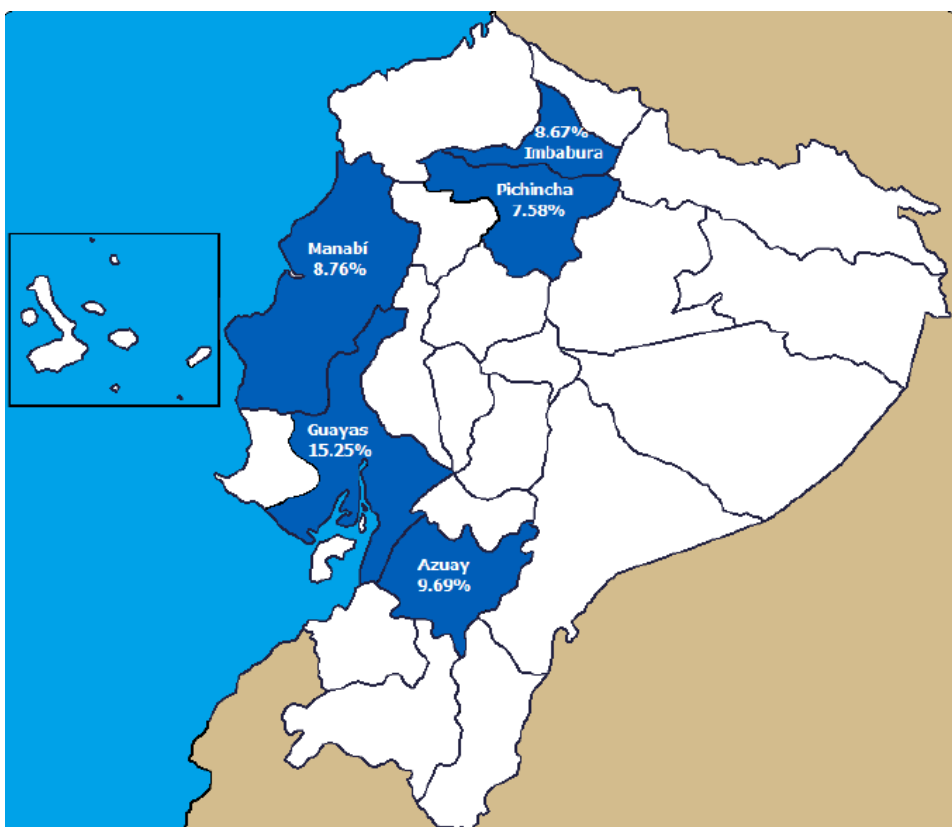 8.67%
Imbabura
Pichincha
7.58%
Manabí
8.76%
Guayas
15.25%
Azuay
9.69%